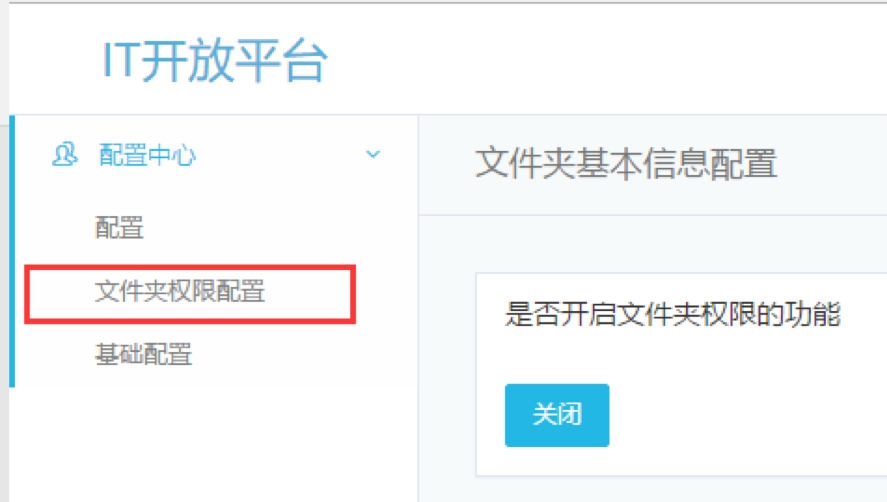 IT开放平台
配置中心
配置
文件夹权限配置
基础配置
文件夹基本信息配置
是否开启文件夹权限的功能
关闭